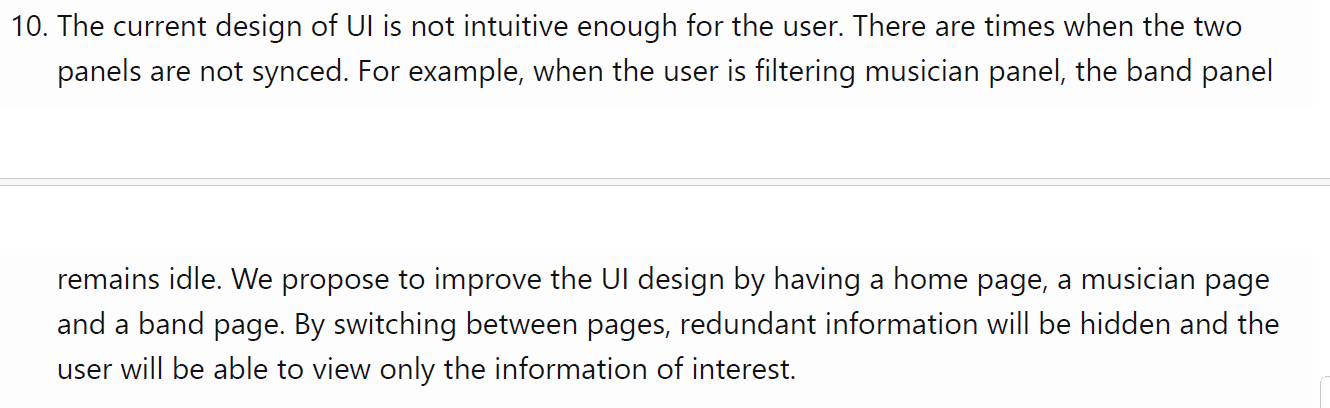 10. The current design of UI is not intuitive enough for the user. There are times when the two
panels are not synced. For example, when the user is filtering musician panel, the band panel
remains idle. We propose to improve the UI design by having a home page, a musician page
and a band page. By switching between pages, redundant information will be hidden and the
user will be able to view only the information of interest.